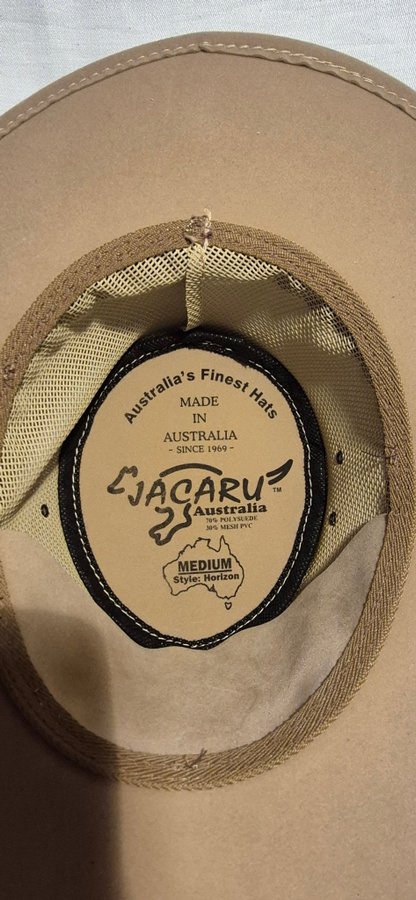 Australia's Finest Hats
MADE
IN
AUSTRALIA
- SINCE 1969 -
JACARU TM
Australia
70% POLYSUEDE
30% MESH PVC
MEDIUM
Style: Horizon